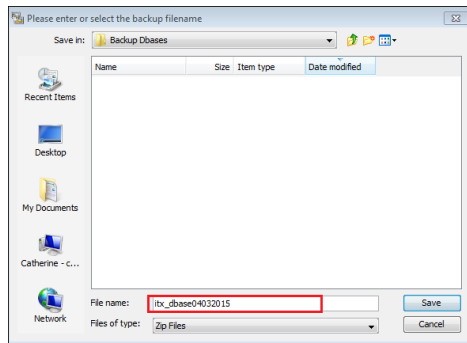 Please enter or select the backup filename
Save in: Backup Dbases
Name Size Item type Date modified
Recent Items
Desktop
My Documents
Catherine - c...
Network
File name: itx_dbase04032015 Save
Files of type: Zip Files Cancel